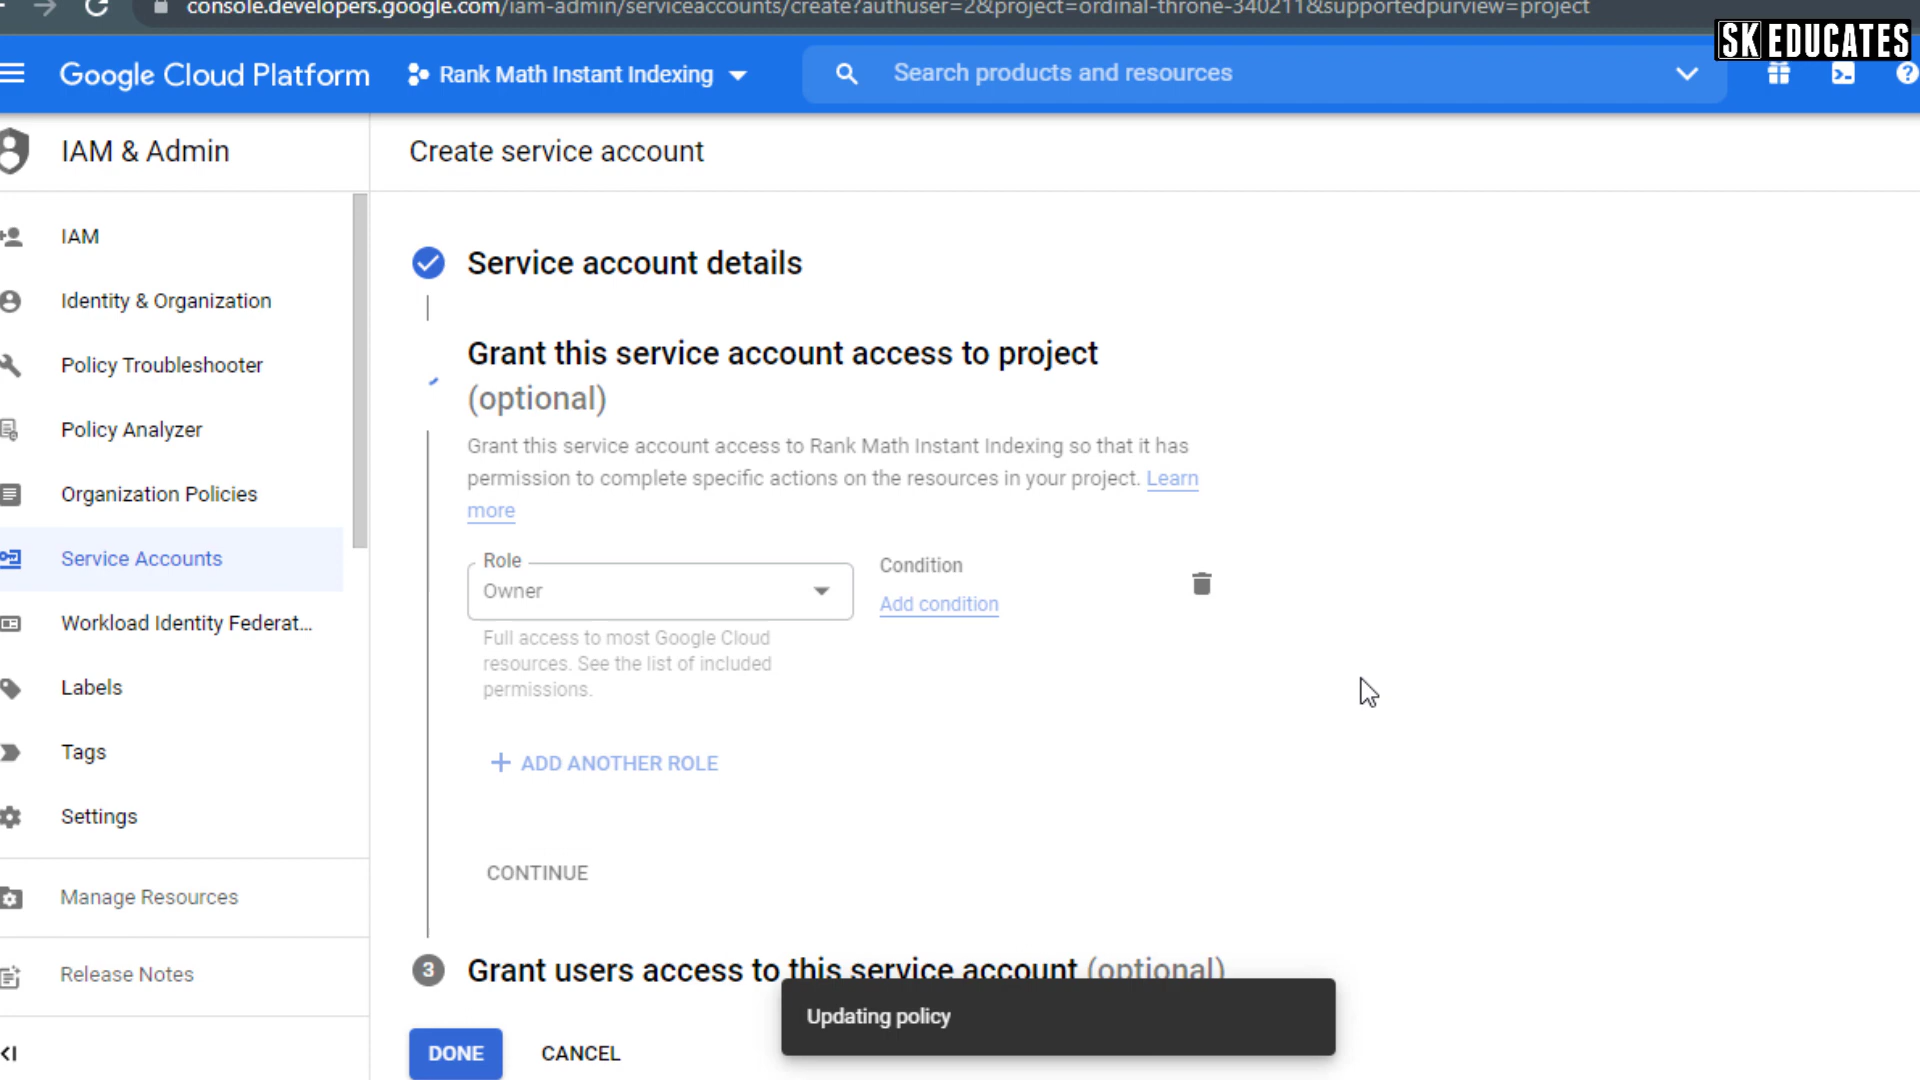 console.developers.google.com/iam-admin/serviceaccounts/create?authuser=2&project=ordinal-throne-340211&supportedpurview=project
SK EDUCATES
Google Cloud Platform
Rank Math Instant Indexing
Search products and resources
IAM & Admin
Create service account
IAM
Identity & Organization
Policy Troubleshooter
Policy Analyzer
Organization Policies
Service Accounts
Workload Identity Federat...
Labels
Tags
Settings
Manage Resources
Release Notes
Service account details
Grant this service account access to project
(optional)
Grant this service account access to Rank Math Instant Indexing so that it has
permission to complete specific actions on the resources in your project. Learn
more
Role
Owner
Condition
Add condition
Full access to most Google Cloud
resources. See the list of included
permissions.
+ ADD ANOTHER ROLE
CONTINUE
3 Grant users access to this service account (optional)
Updating policy
DONE
CANCEL